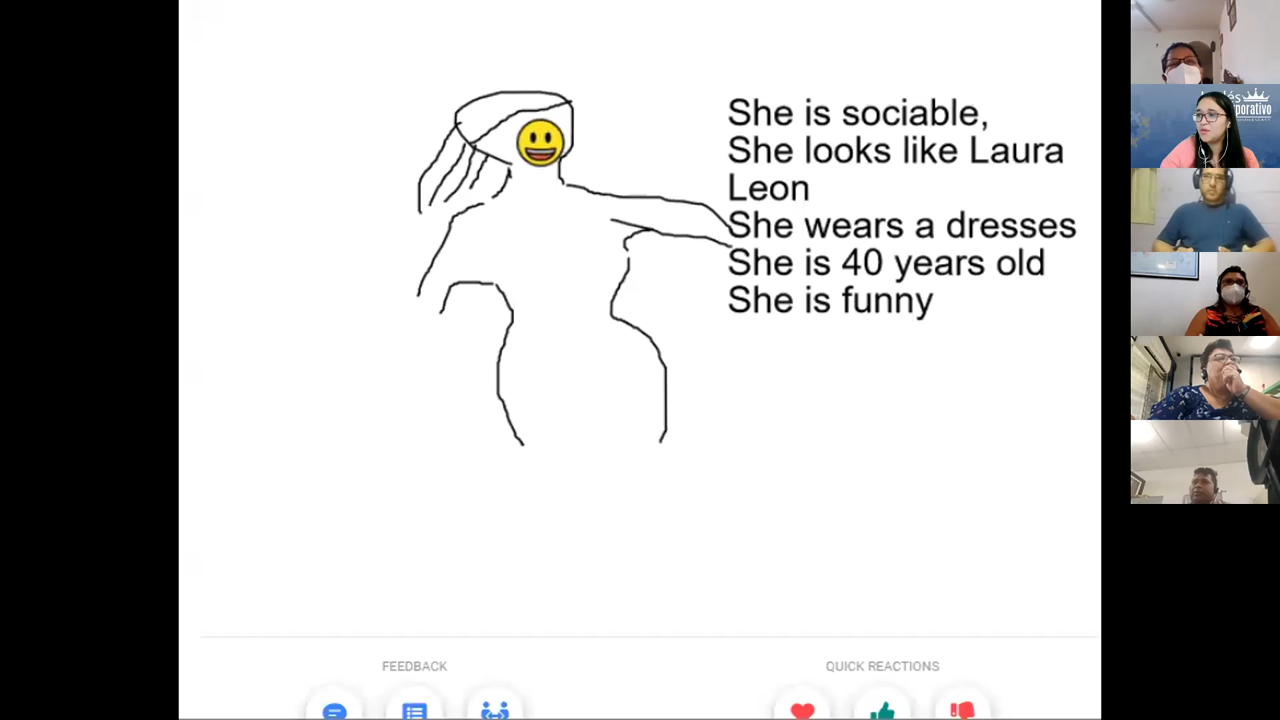 She is sociable,
She looks like Laura
Leon
She wears a dresses
She is 40 years old
She is funny
FEEDBACK
QUICK REACTIONS